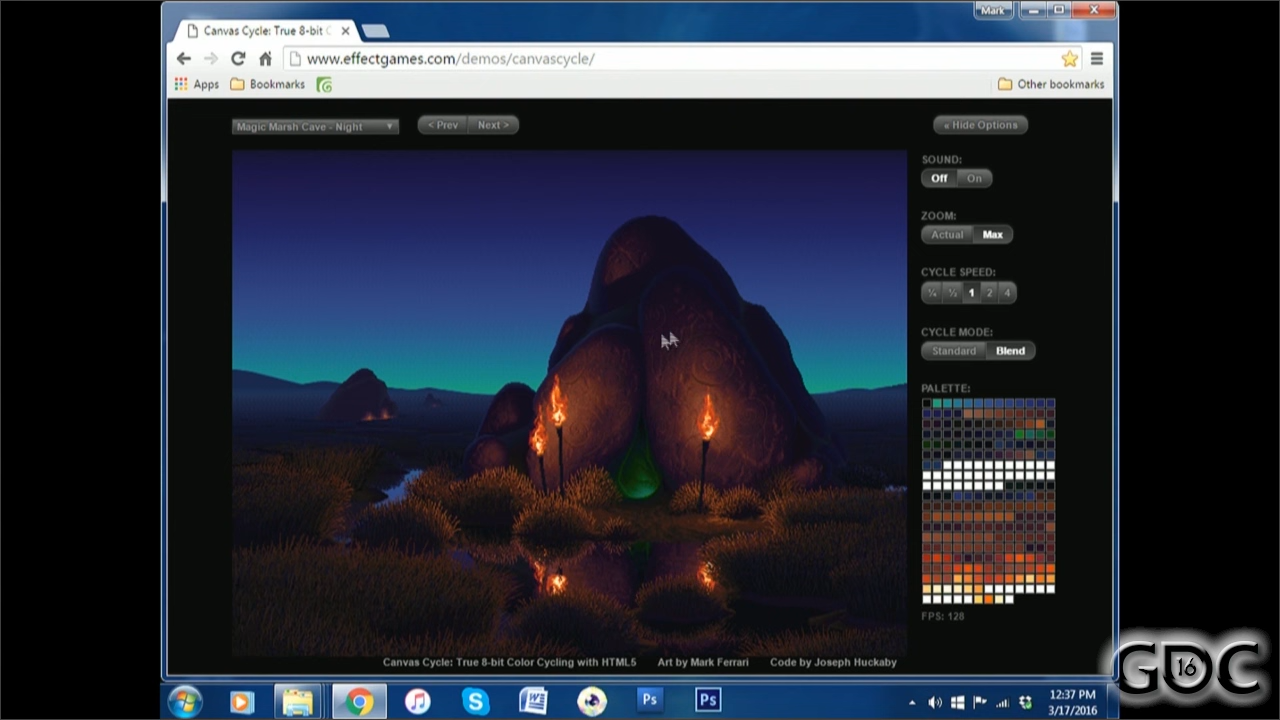 Mark
Canvas Cycle: True 8-bit C
www.effectgames.com/demos/canvascycle/
Apps
Bookmarks
Other bookmarks
Magic Marsh Cave - Night
< Prev
Next >
« Hide Options
SOUND:
Off
On
ZOOM:
Actual
Max
CYCLE SPEED:
¼
½
1
2
4
CYCLE MODE:
Standard
Blend
PALETTE:
FPS: 128
Canvas Cycle: True 8-bit Color Cycling with HTML5
Art by Mark Ferrari
Code by Joseph Huckaby
Ps
Ps
12:37 PM
3/17/2016
GDC
16